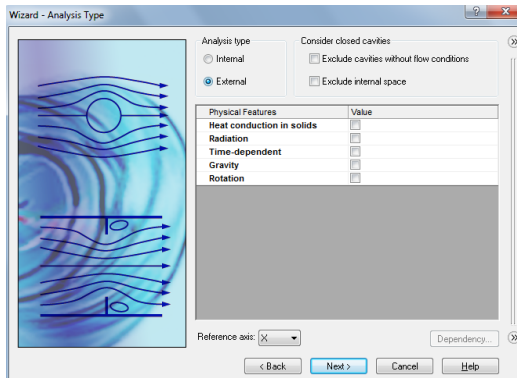 Wizard - Analysis Type
Analysis type
Internal
External
Consider closed cavities
Exclude cavities without flow conditions
Exclude internal space
Physical Features Value
Heat conduction in solids
Radiation
Time-dependent
Gravity
Rotation
Reference axis: X
Dependency...
< Back Next > Cancel Help